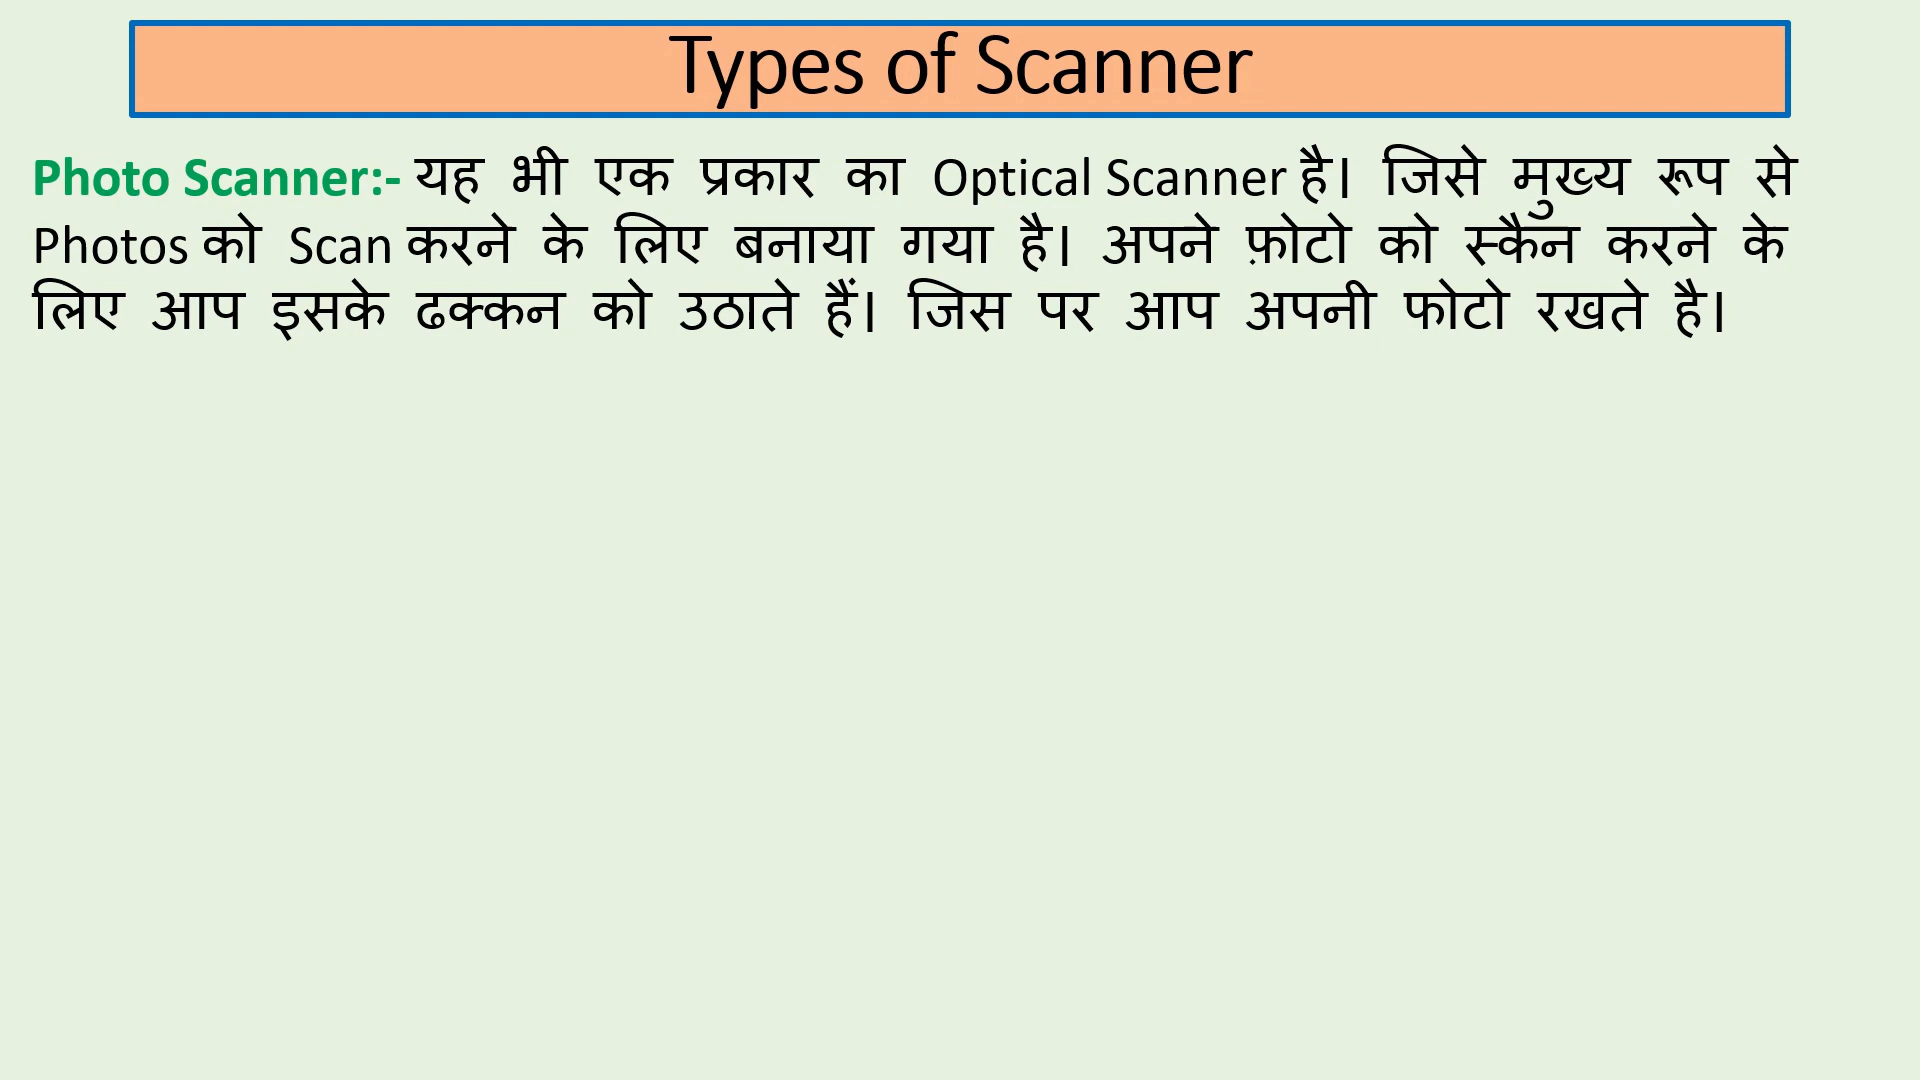 Types of Scanner
Photo Scanner:- यह भी एक प्रकार का Optical Scanner है। जिसे मुख्य रूप से
Photos को Scan करने के लिए बनाया गया है। अपने फ़ोटो को स्कैन करने के
लिए आप इसके ढक्कन को उठाते हैं। जिस पर आप अपनी फोटो रखते है।